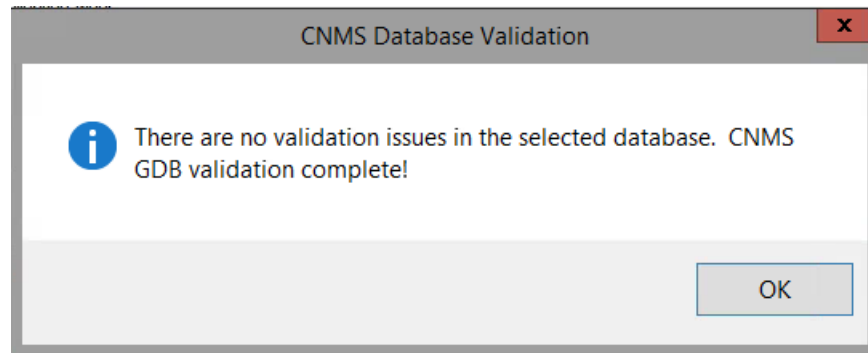 CNMS Database Validation
x
There are no validation issues in the selected database.  CNMS
GDB validation complete!
OK